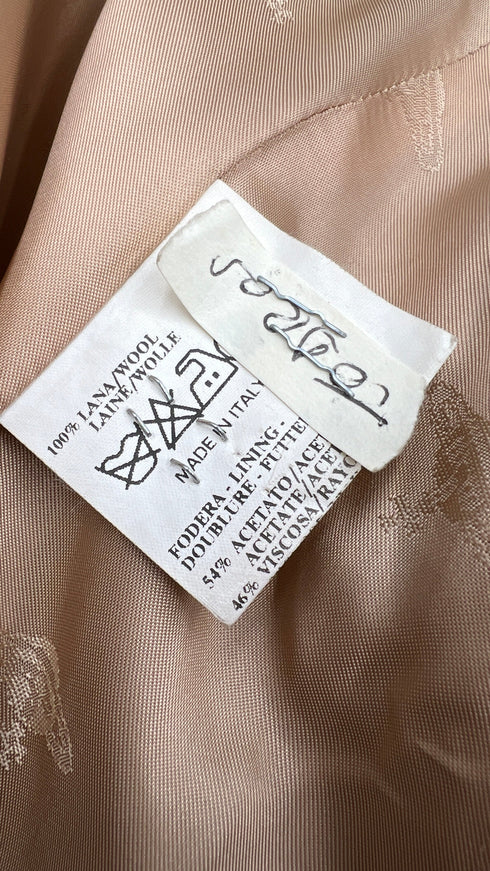 100% LANA/WOOL
LAINE/WOLLE
MADE IN ITALY
FODERA - LINING -
DOUBLURE - FUTTE
54% ACETATO/ACE
ACETATE/ACET
46% VISCOSA/RAYO